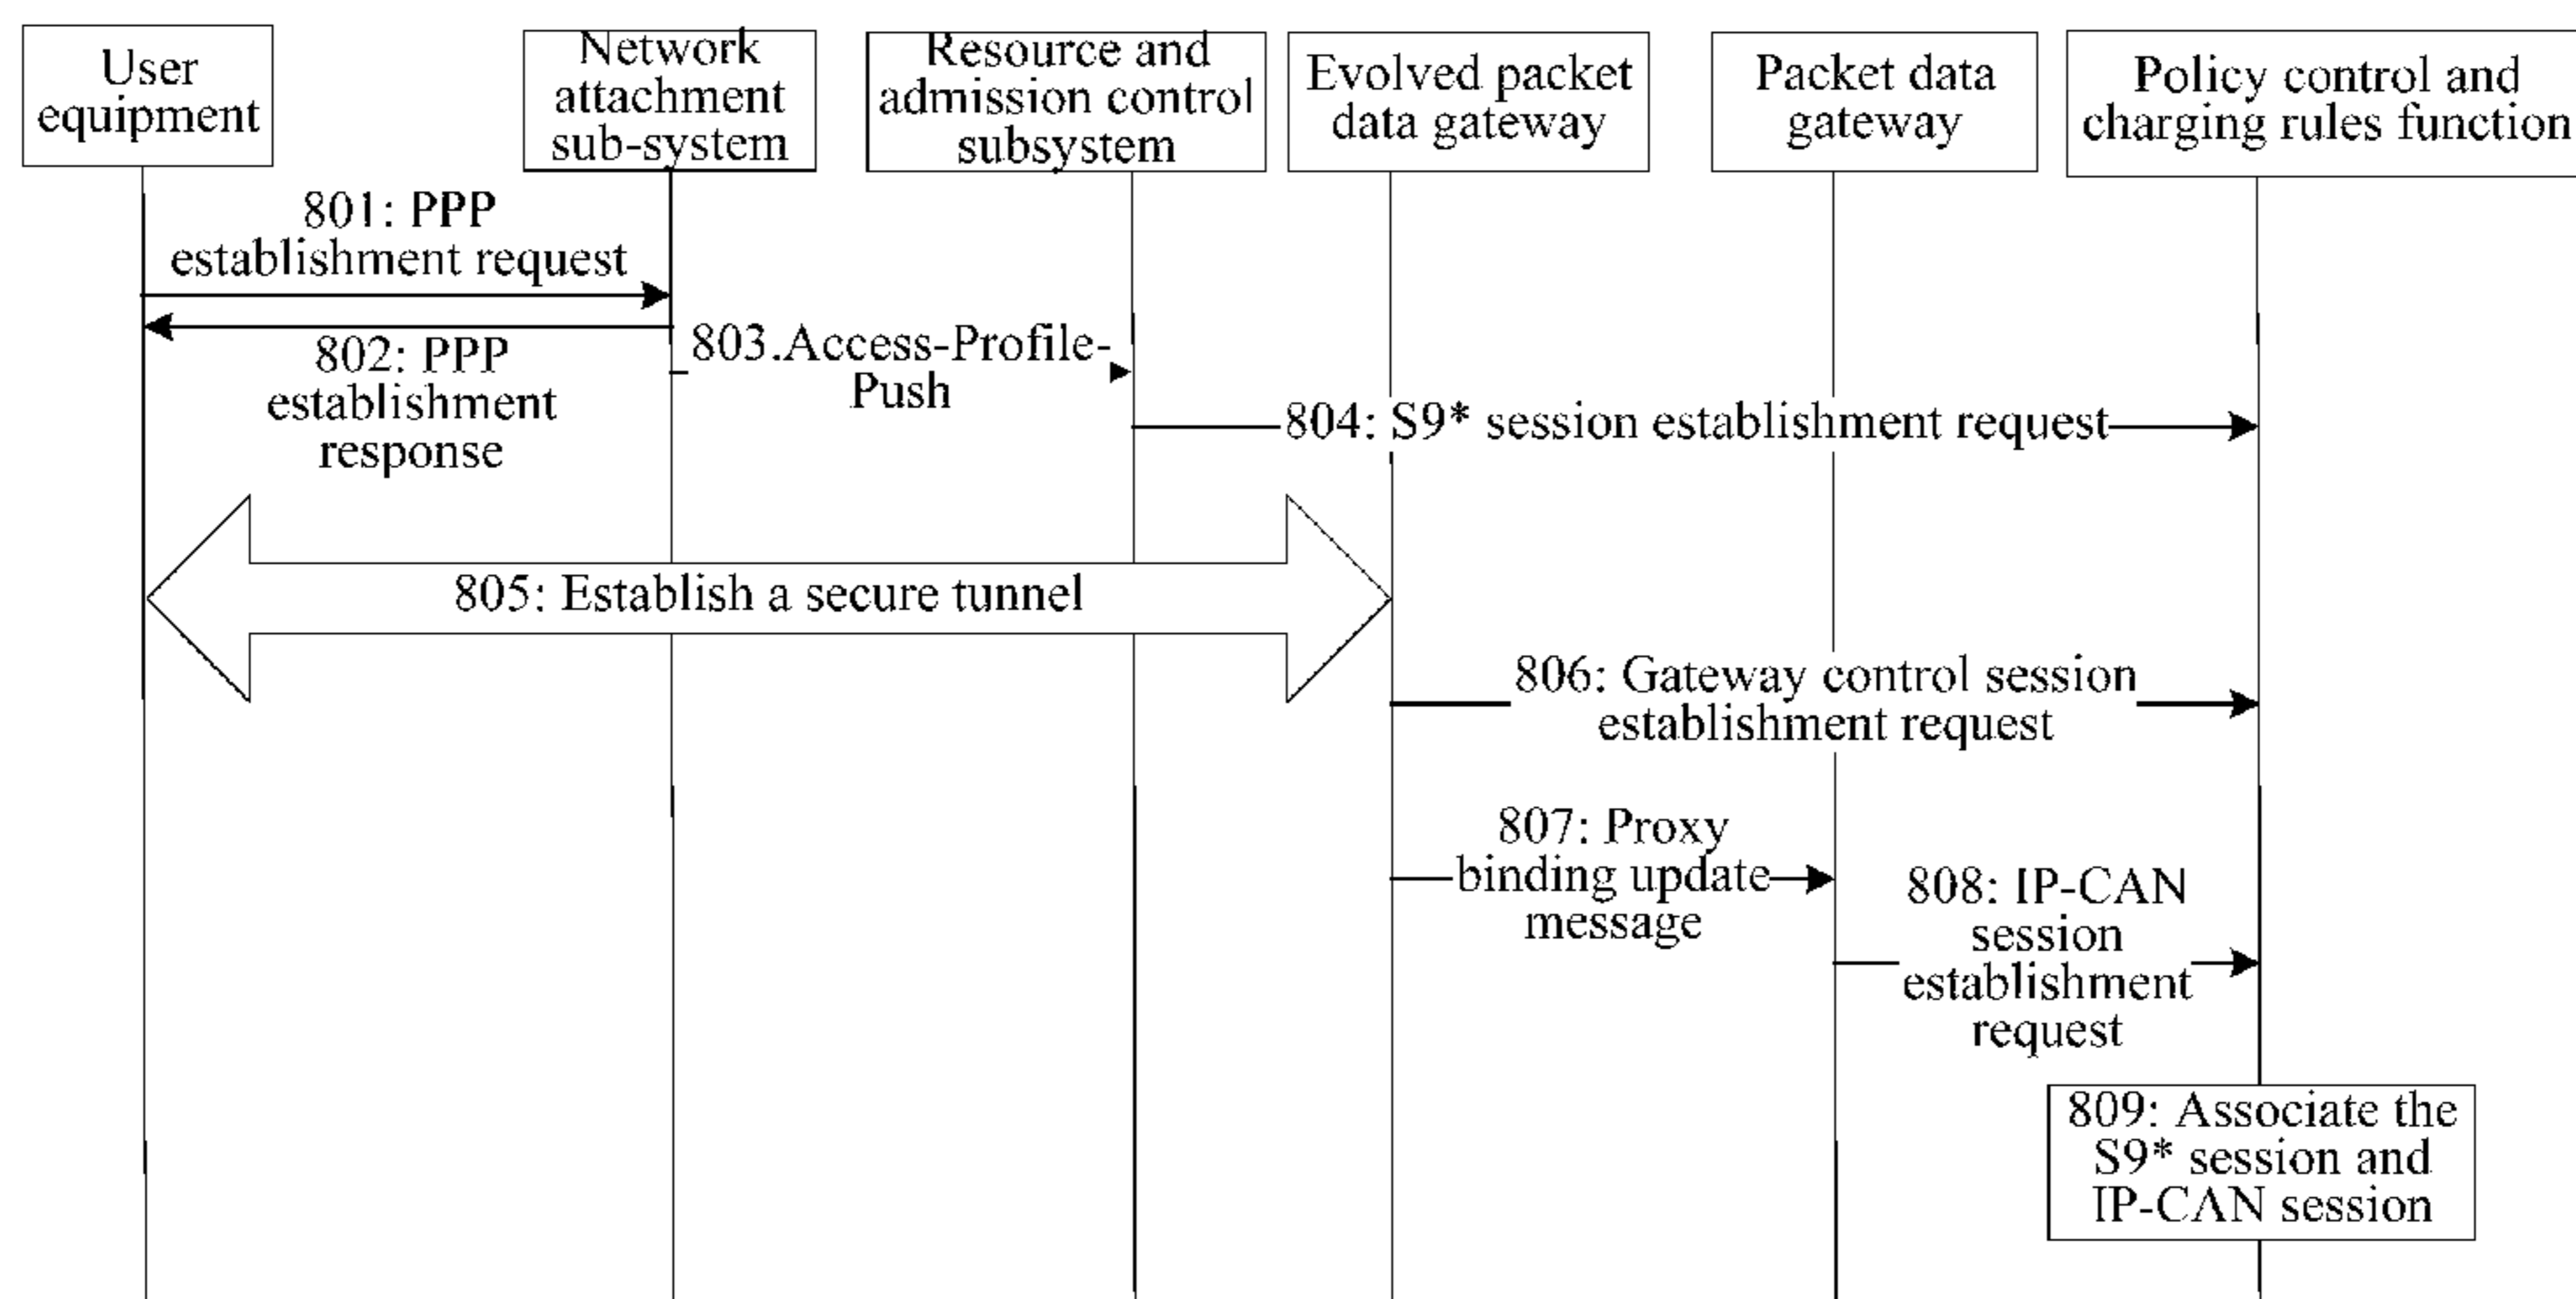 User
equipment
Network
attachment
sub-system
Resource and
admission control
subsystem
Evolved packet
data gateway
Packet data
gateway
Policy control and
charging rules function
801: PPP
establishment request
802: PPP
establishment
response
803.Access-Profile-
Push
804: S9* session establishment request
805: Establish a secure tunnel
806: Gateway control session
establishment request
807: Proxy
binding update
message
808: IP-CAN
session
establishment
request
809: Associate the
S9* session and
IP-CAN session